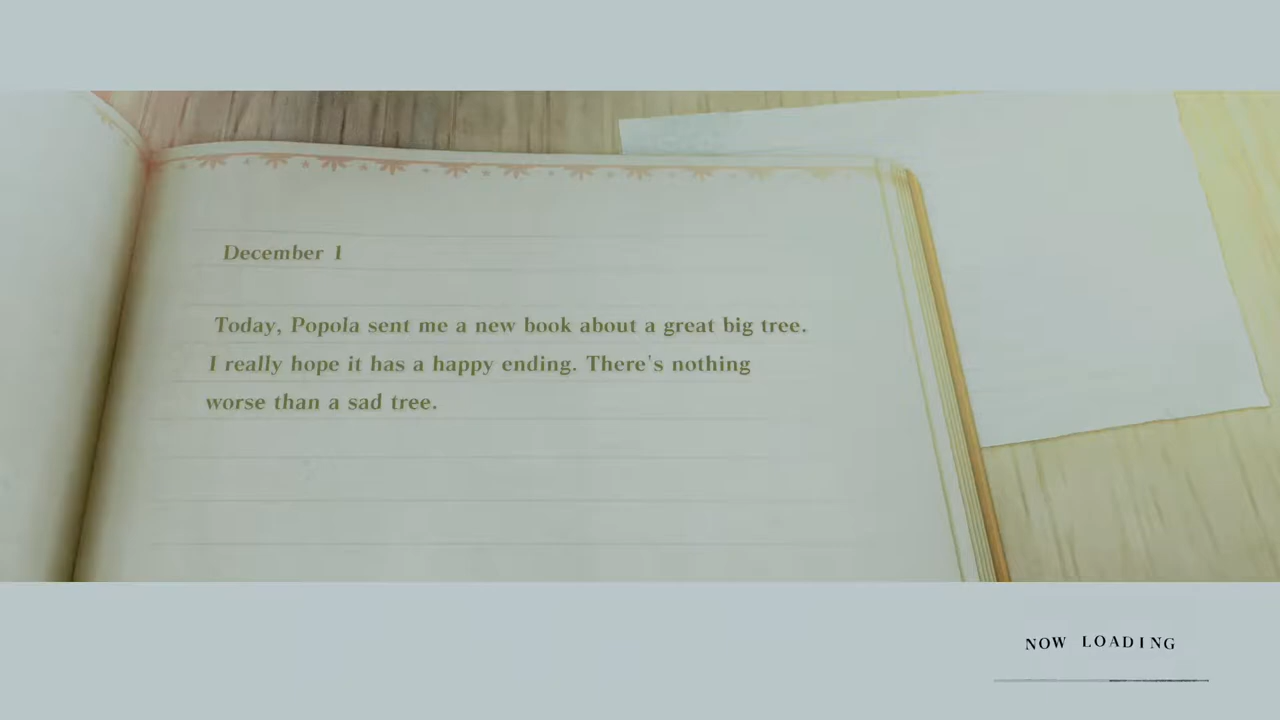 December 1
Today, Popola sent me a new book about a great big tree.
I really hope it has a happy ending. There's nothing
worse than a sad tree.
NOW LOADING